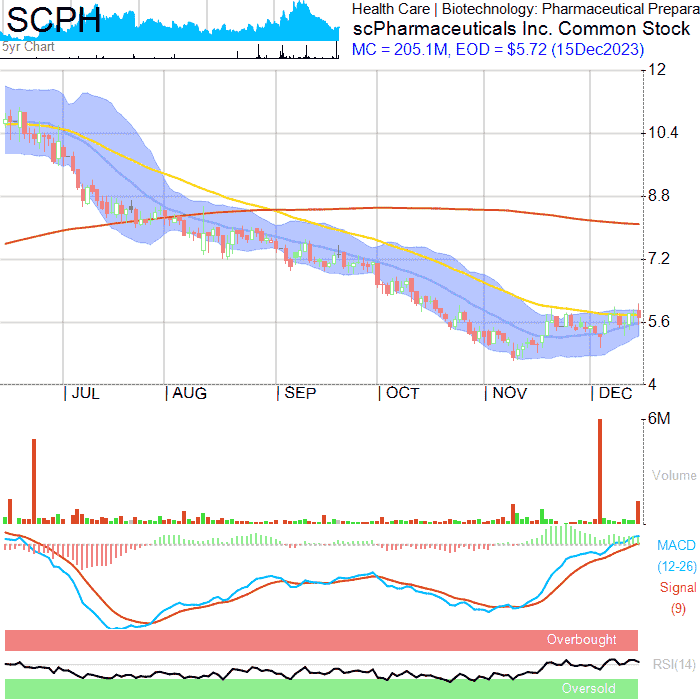 SCPH
5yr Chart
Health Care | Biotechnology: Pharmaceutical Prepara
scPharmaceuticals Inc. Common Stock
MC = 205.1M, EOD = $5.72 (15Dec2023)
12
10.4
8.8
7.2
5.6
4
| JUL | AUG | SEP | OCT | NOV | DEC
6M
Volume
MACD
(12-26)
Signal
(9)
Overbought
RSI(14)
Oversold